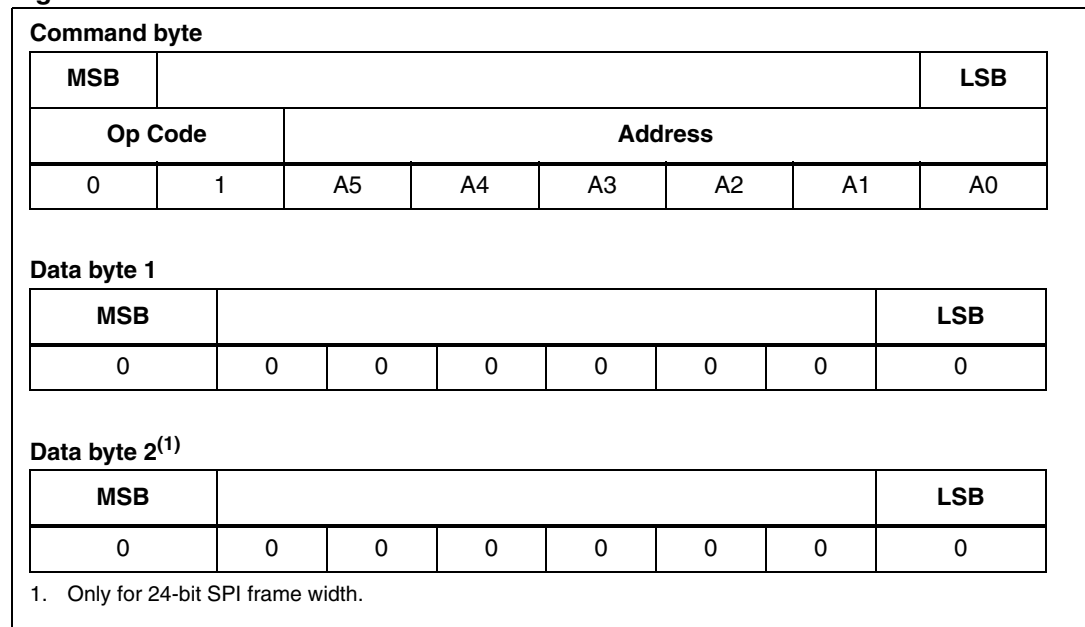 Command byte
MSB LSB
Op Code Address
0 1 A5 A4 A3 A2 A1 A0
Data byte 1
MSB LSB
0 0 0 0 0 0 0 0
Data byte 2(1)
MSB LSB
0 0 0 0 0 0 0 0
1. Only for 24-bit SPI frame width.